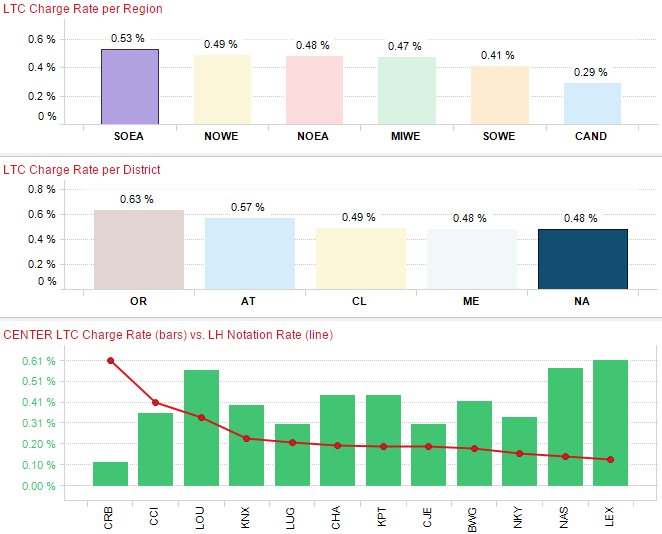 LTC Charge Rate per Region
0.6 %
0.4 %
0.2 %
0 %
0.53 %
0.49 %
0.48 %
0.47 %
0.41 %
0.29 %
SOEA NOWE NOEA MIWE SOWE CAND
LTC Charge Rate per District
0.8 %
0.6 %
0.4 %
0.2 %
0 %
0.63 %
0.57 %
0.49 %
0.48 %
0.48 %
OR AT CL ME NA
CENTER LTC Charge Rate (bars) vs. LH Notation Rate (line)
0.61 %
0.51 %
0.41 %
0.31 %
0.20 %
0.10 %
0.00 %
CRB
CCI
LOU
KNX
LUG
CHA
KPT
CJE
BWG
NKY
NAS
LEX